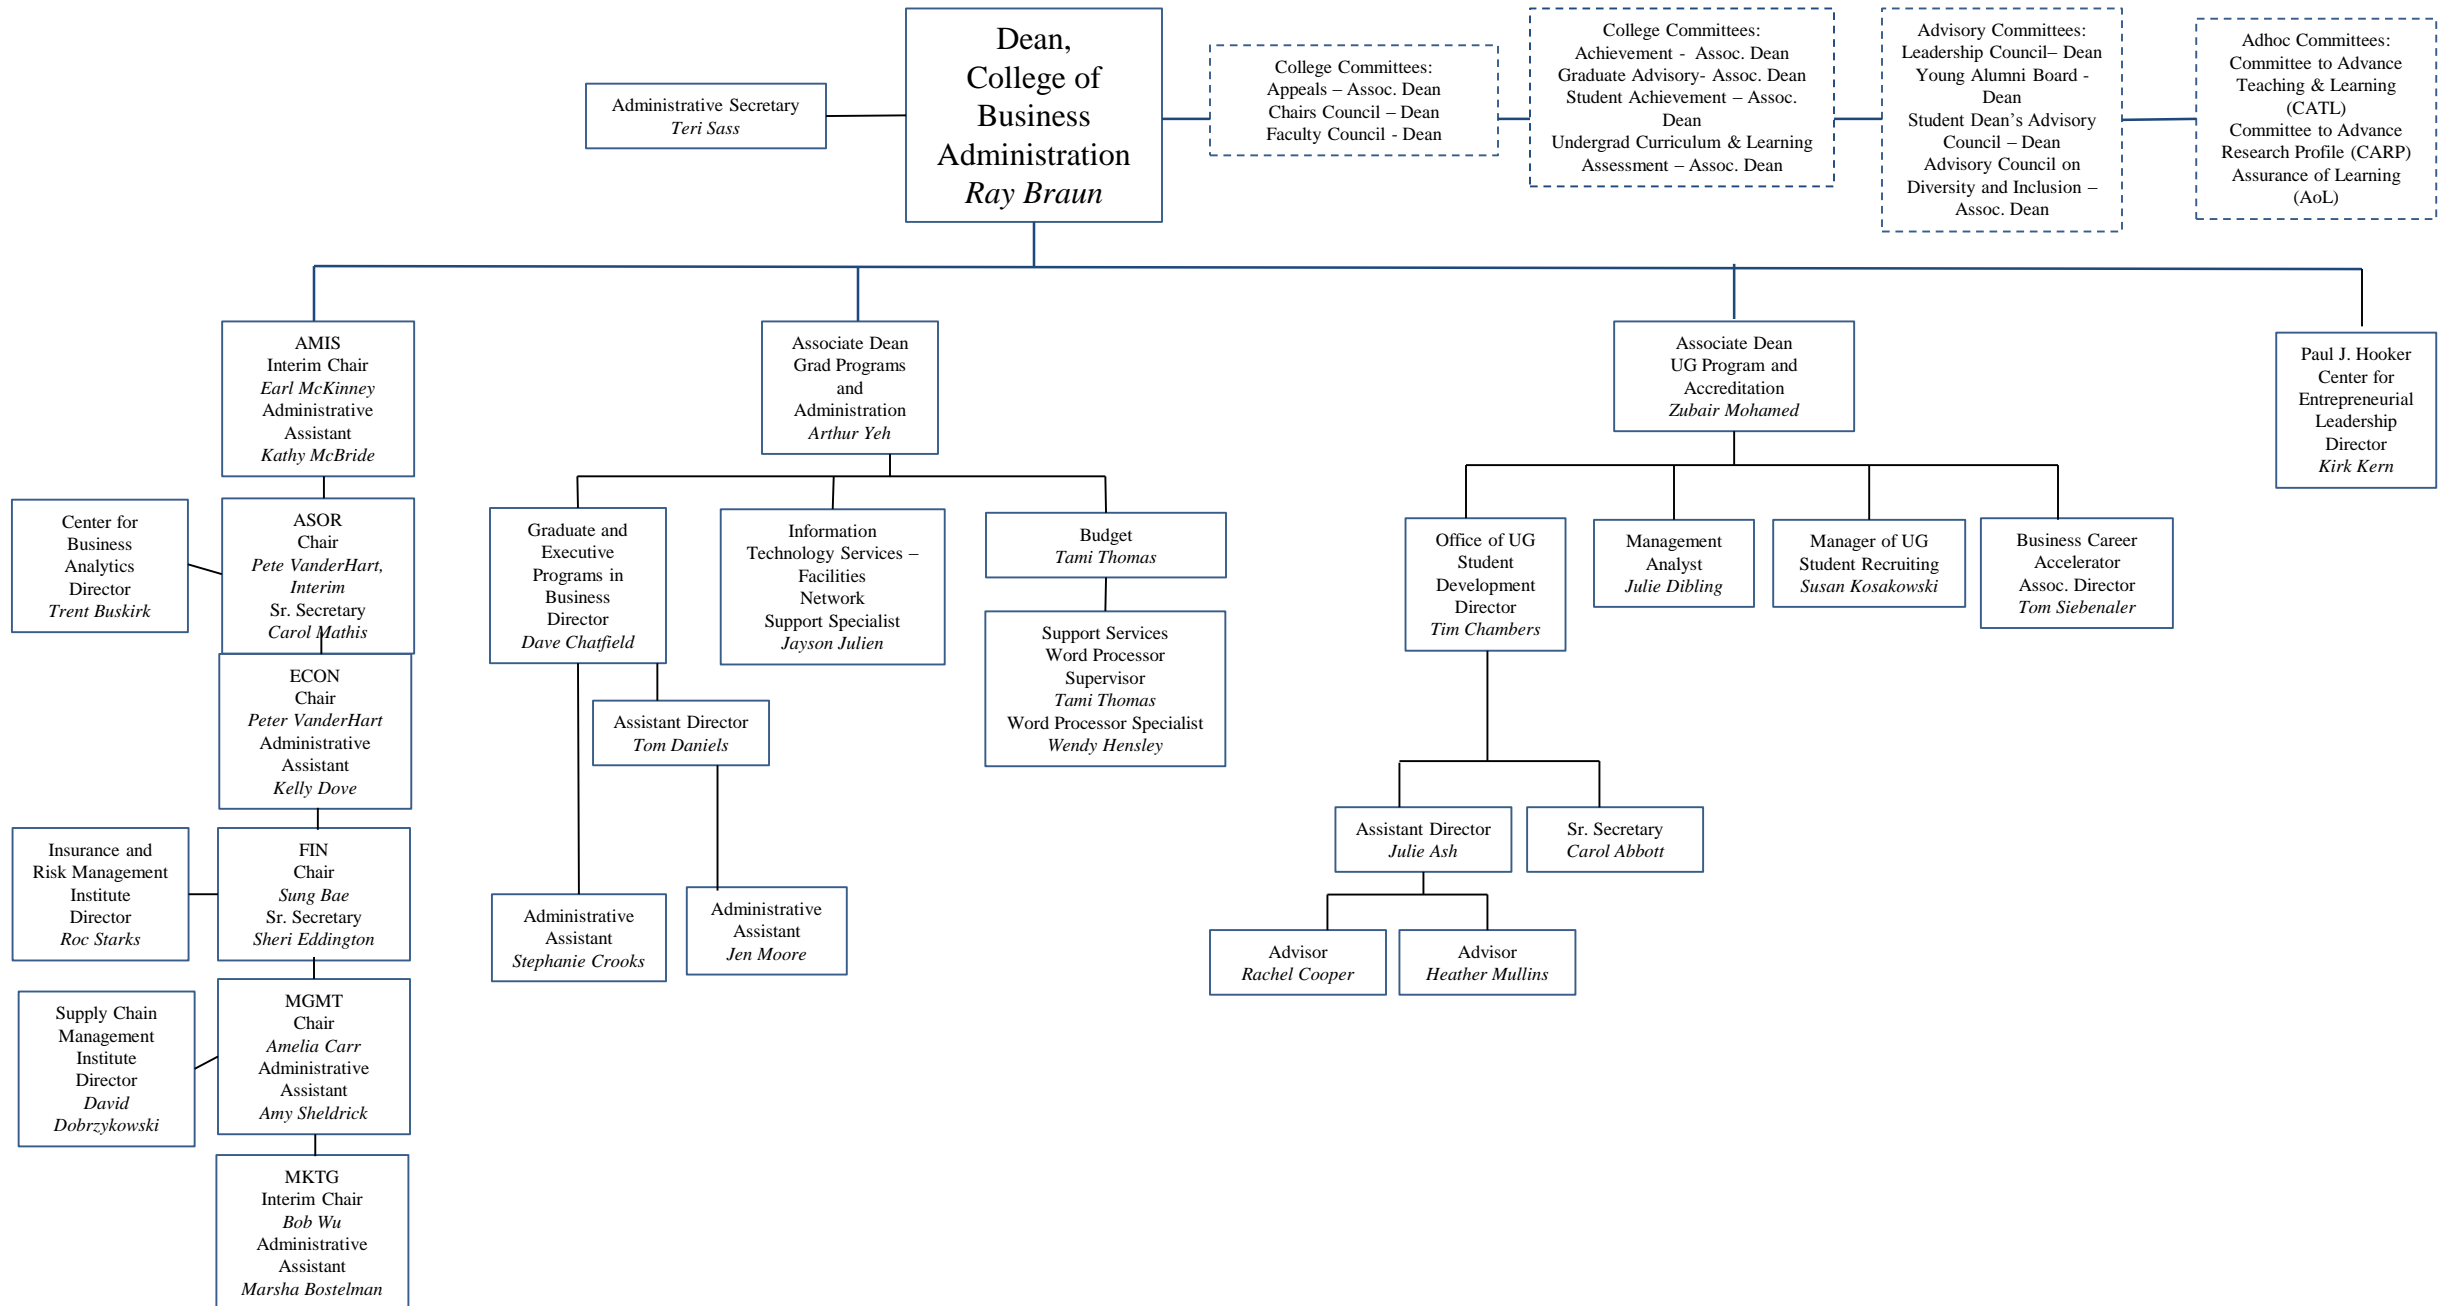 Dean,
College of
Business
Administration
Ray Braun
Administrative Secretary
Teri Sass
College Committees:
Appeals – Assoc. Dean
Chairs Council – Dean
Faculty Council - Dean
College Committees:
Achievement - Assoc. Dean
Graduate Advisory- Assoc. Dean
Student Achievement – Assoc.
Dean
Undergrad Curriculum & Learning
Assessment – Assoc. Dean
Advisory Committees:
Leadership Council– Dean
Young Alumni Board -
Dean
Student Dean’s Advisory
Council – Dean
Advisory Council on
Diversity and Inclusion –
Assoc. Dean
Adhoc Committees:
Committee to Advance
Teaching & Learning
(CATL)
Committee to Advance
Research Profile (CARP)
Assurance of Learning
(AoL)
AMIS
Interim Chair
Earl McKinney
Administrative
Assistant
Kathy McBride
Center for
Business
Analytics
Director
Trent Buskirk
ASOR
Chair
Pete VanderHart,
Interim
Sr. Secretary
Carol Mathis
ECON
Chair
Peter VanderHart
Administrative
Assistant
Kelly Dove
Insurance and
Risk Management
Institute
Director
Roc Starks
FIN
Chair
Sung Bae
Sr. Secretary
Sheri Eddington
Supply Chain
Management
Institute
Director
David
Dobrzykowski
MGMT
Chair
Amelia Carr
Administrative
Assistant
Amy Sheldrick
MKTG
Interim Chair
Bob Wu
Administrative
Assistant
Marsha Bostelman
Associate Dean
Grad Programs
and
Administration
Arthur Yeh
Graduate and
Executive
Programs in
Business
Director
Dave Chatfield
Assistant Director
Tom Daniels
Administrative
Assistant
Stephanie Crooks
Administrative
Assistant
Jen Moore
Information
Technology Services –
Facilities
Network
Support Specialist
Jayson Julien
Budget
Tami Thomas
Support Services
Word Processor
Supervisor
Tami Thomas
Word Processor Specialist
Wendy Hensley
Associate Dean
UG Program and
Accreditation
Zubair Mohamed
Office of UG
Student
Development
Director
Tim Chambers
Management
Analyst
Julie Dibling
Manager of UG
Student Recruiting
Susan Kosakowski
Business Career
Accelerator
Assoc. Director
Tom Siebenaler
Assistant Director
Julie Ash
Sr. Secretary
Carol Abbott
Advisor
Rachel Cooper
Advisor
Heather Mullins
Paul J. Hooker
Center for
Entrepreneurial
Leadership
Director
Kirk Kern